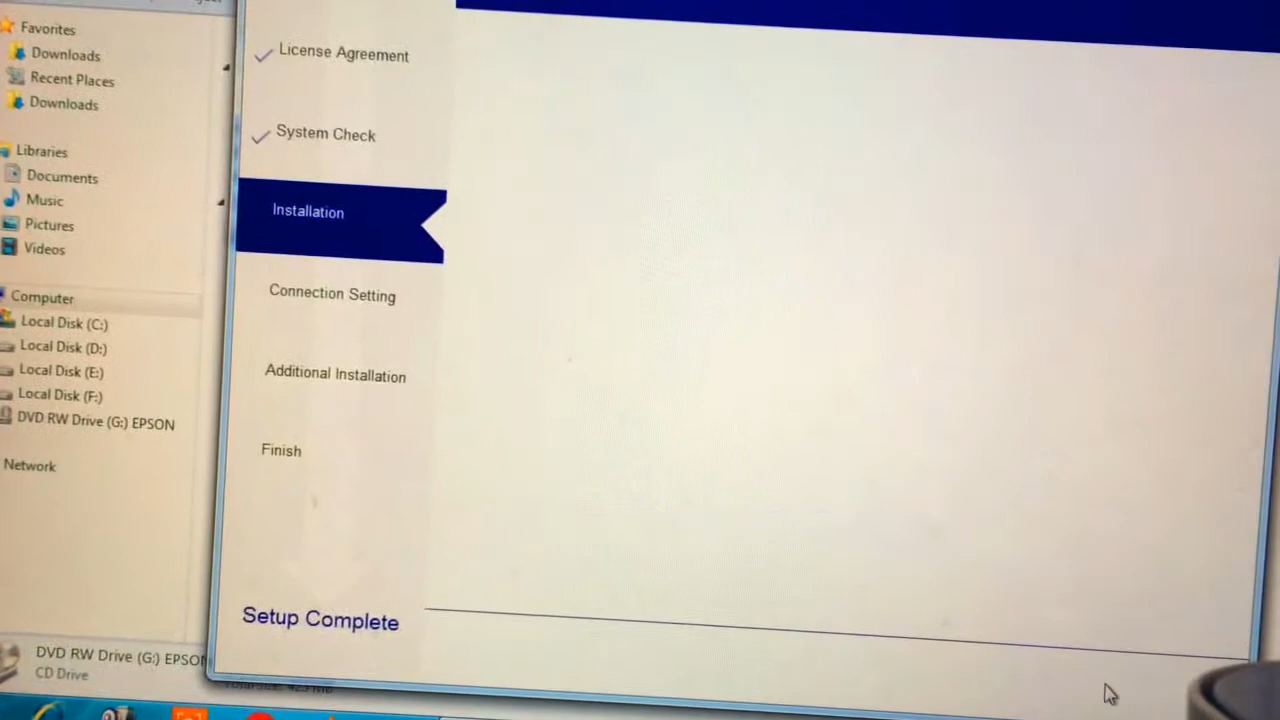 Favorites
Downloads
Recent Places
Downloads
Libraries
Documents
Music
Pictures
Videos
Computer
Local Disk (C:)
Local Disk (D:)
Local Disk (E:)
Local Disk (F:)
DVD RW Drive (G:) EPSON
Network
DVD RW Drive (G:) EPSON
CD Drive
License Agreement
System Check
Installation
Connection Setting
Additional Installation
Finish
Setup Complete